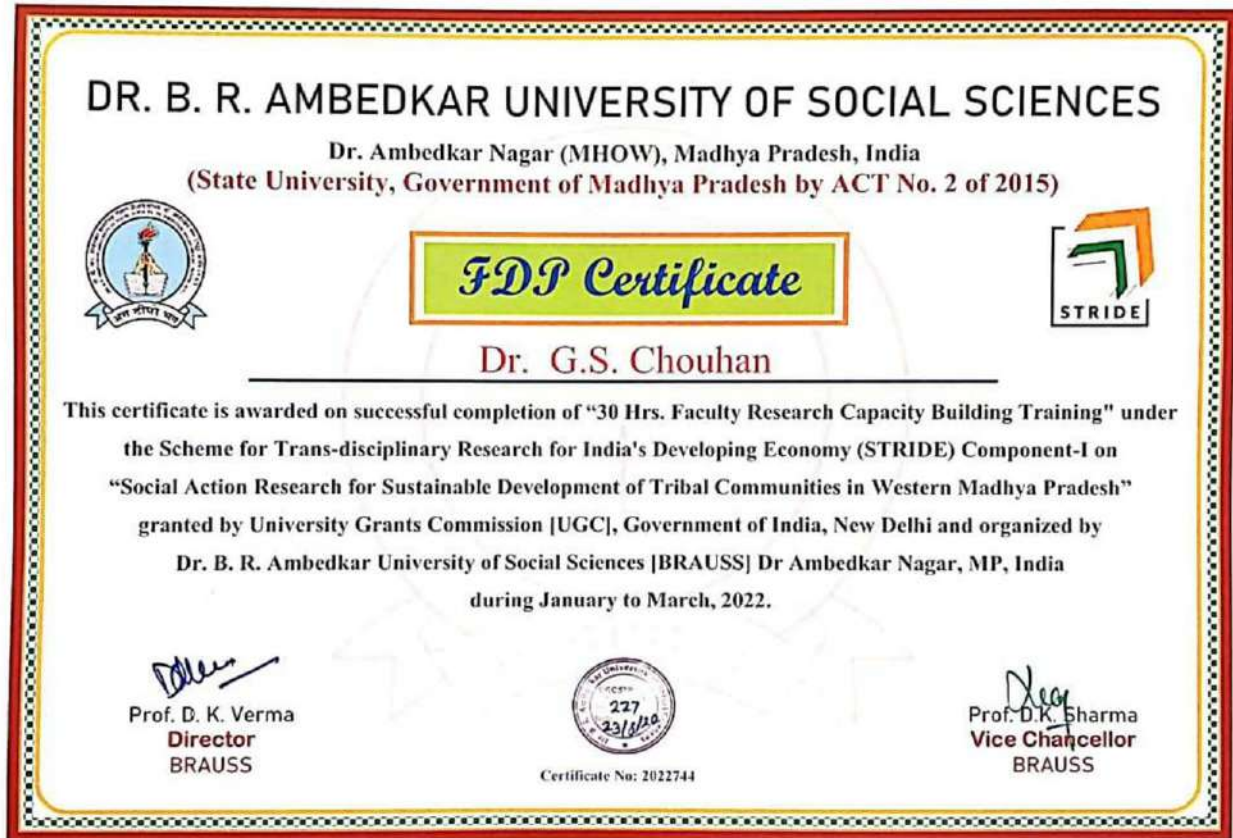 DR. B. R. AMBEDKAR UNIVERSITY OF SOCIAL SCIENCES
Dr. Ambedkar Nagar (MHOW), Madhya Pradesh, India
(State University, Government of Madhya Pradesh by ACT No. 2 of 2015)
FDP Certificate
STRIDE
Dr. G.S. Chouhan
This certificate is awarded on successful completion of “30 Hrs. Faculty Research Capacity Building Training" under
the Scheme for Trans-disciplinary Research for India's Developing Economy (STRIDE) Component-I on
“Social Action Research for Sustainable Development of Tribal Communities in Western Madhya Pradesh”
granted by University Grants Commission [UGC], Government of India, New Delhi and organized by
Dr. B. R. Ambedkar University of Social Sciences [BRAUSS] Dr Ambedkar Nagar, MP, India
during January to March, 2022.
Prof. D. K. Verma
Director
BRAUSS
227
Certificate No: 2022744
Prof. D.K. Sharma
Vice Chancellor
BRAUSS